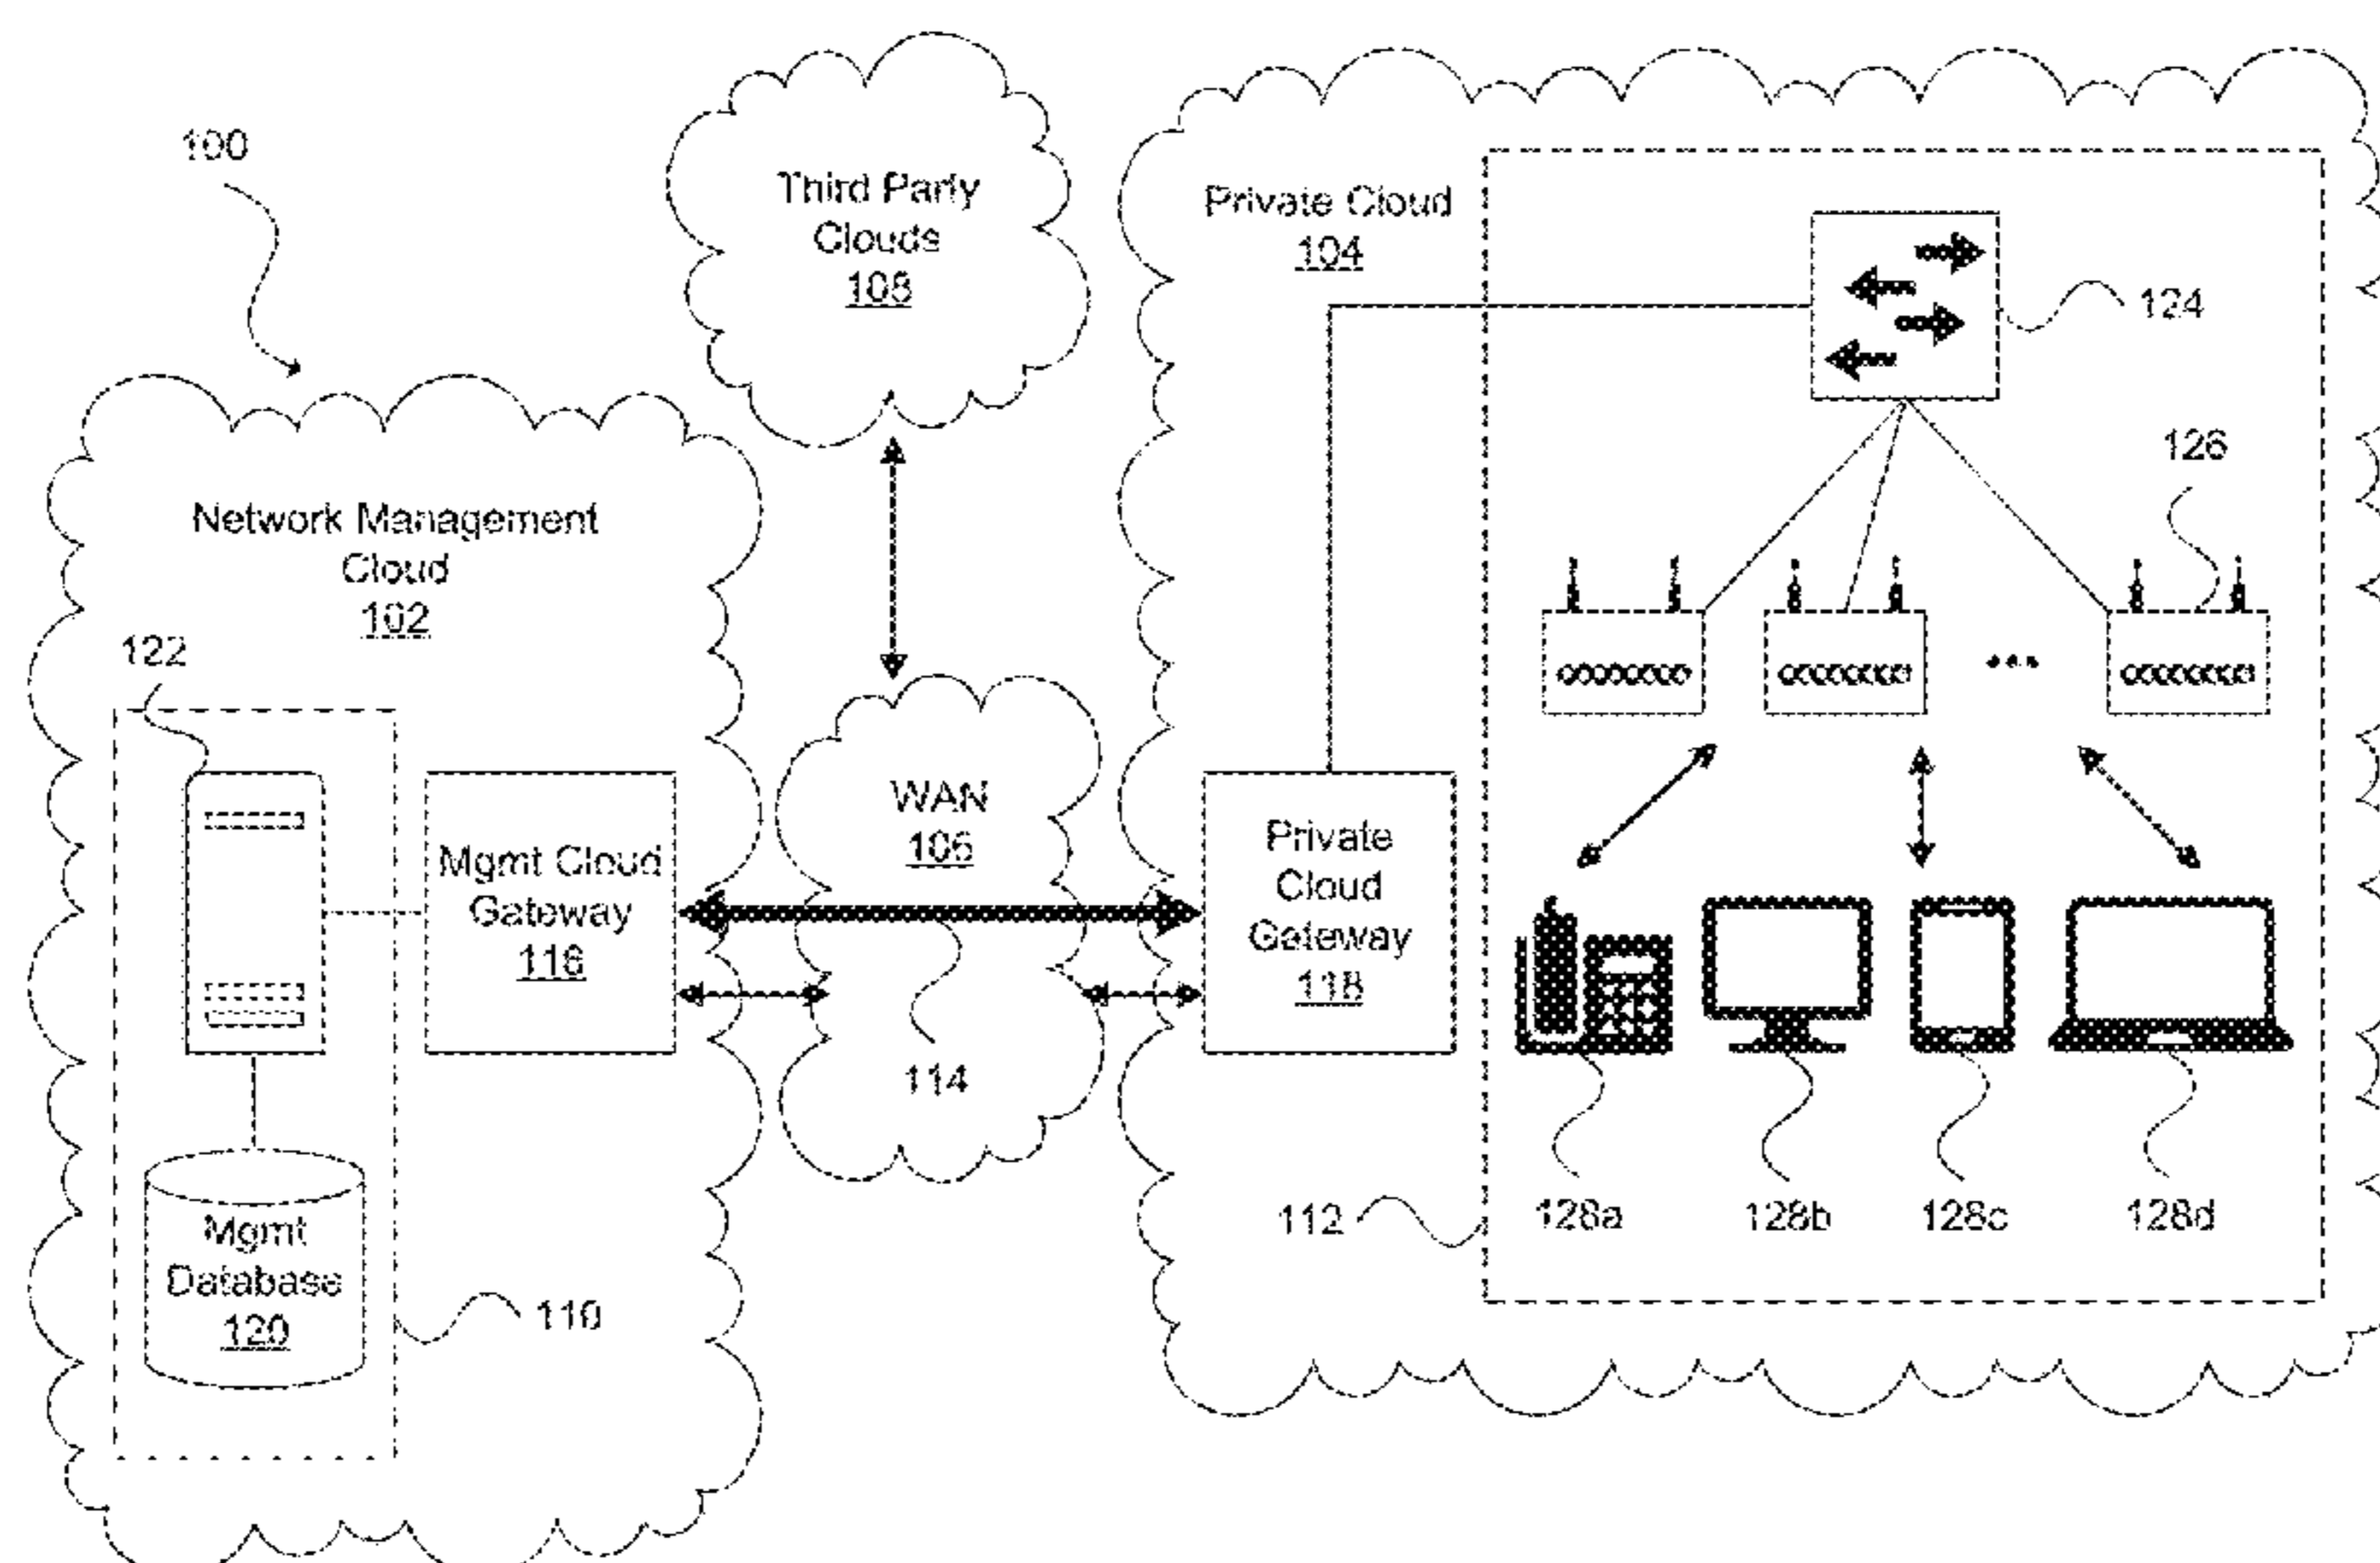 100
Third Party
Clouds
108
Private Cloud
104
124
126
Network Management
Cloud
102
122
WAN
106
Mgmt Cloud
Gateway
116
Private
Cloud
Gateway
118
114
Mgmt
Database
120
110
112
128a
128b
128c
128d